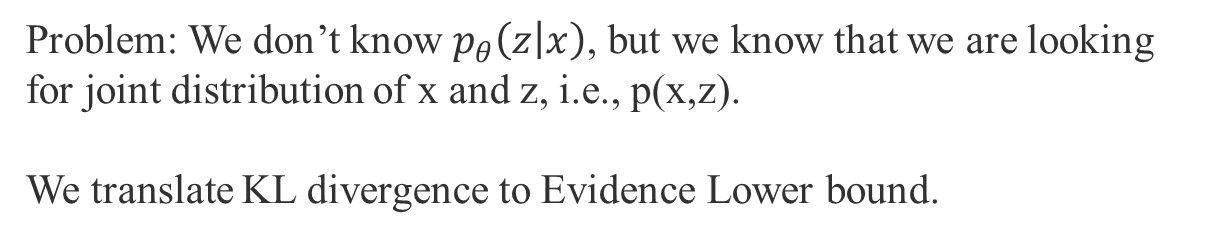 Problem: We don’t know pθ(z|x), but we know that we are looking
for joint distribution of x and z, i.e., p(x,z).
We translate KL divergence to Evidence Lower bound.